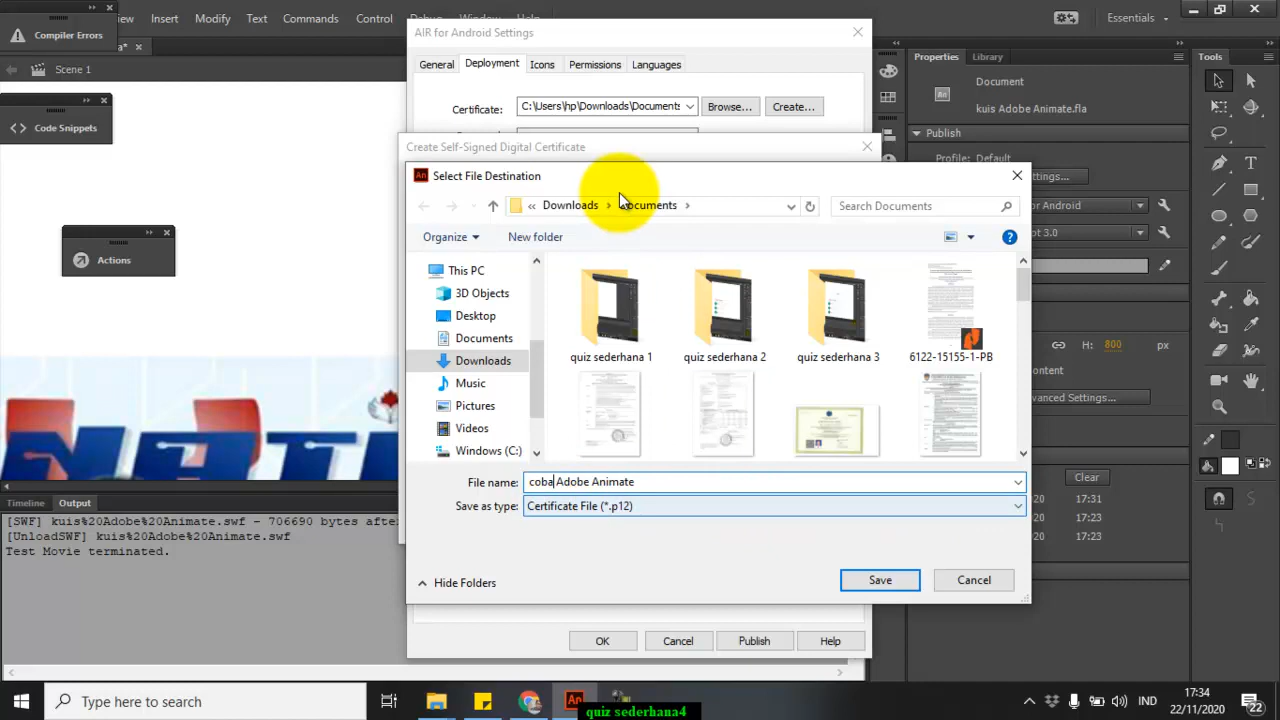 Insert Modify Text Commands Control Debug Window Help
Essentials
Compiler Errors
Scene 1
Code Snippets
Actions
AIR for Android Settings
General Deployment Icons Permissions Languages
Certificate: C:\Users\hp\Downloads\Documents
Browse... Create...
Create Self-Signed Digital Certificate
Select File Destination
« Downloads › Documents ›
Search Documents
Organize New folder
This PC
3D Objects
Desktop
Documents
Downloads
Music
Pictures
Videos
Windows (C:)
quiz sederhana 1 quiz sederhana 2 quiz sederhana 3 6122-15155-1-PB
File name: coba Adobe Animate
Save as type: Certificate File (*.p12)
Hide Folders
Save Cancel
OK Cancel Publish Help
Properties Library
Document
kuis Adobe Animate.fla
Publish
Profile: Default
H: 800 px
Clear
17:31
17:23
17:23
Tools
Timeline Output
[SWF] kuis%20Adobe%20Animate.swf - 706690 bytes after
[UnloadSWF] kuis%20Adobe%20Animate.swf
Test Movie terminated.
Type here to search
quiz sederhana4
IND
17:34
22/11/2020
22